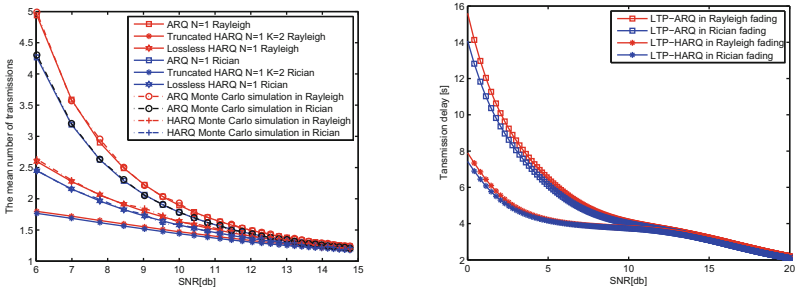 The mean number of transmissions
5
4.5
4
3.5
3
2.5
2
1.5
1
6 7 8 9 10 11 12 13 14 15
SNR[db]
ARQ N=1 Rayleigh
Truncated HARQ N=1 K=2 Rayleigh
Lossless HARQ N=1 Rayleigh
ARQ N=1 Rician
Truncated HARQ N=1 K=2 Rician
Lossless HARQ N=1 Rician
ARQ Monte Carlo simulation in Rayleigh
ARQ Monte Carlo simulation in Rician
HARQ Monte Carlo simulation in Rayleigh
HARQ Monte Carlo simulation in Rician
Tansmission delay [s]
16
14
12
10
8
6
4
2
0 5 10 15 20
SNR[db]
LTP-ARQ in Rayleigh fading
LTP-ARQ in Rician fading
LTP-HARQ in Rayleigh fading
LTP-HARQ in Rician fading